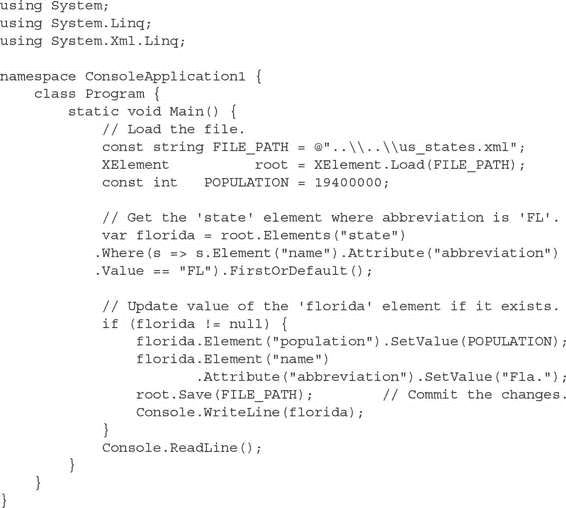 using System;
using System.Linq;
using System.Xml.Linq;

namespace ConsoleApplication1 {
    class Program {
        static void Main() {
            // Load the file.
            const string FILE_PATH = @"..\\..\\us_states.xml";
            XElement          root = XElement.Load(FILE_PATH);
            const int   POPULATION = 19400000;

            // Get the 'state' element where abbreviation is 'FL'.
            var florida = root.Elements("state")
           .Where(s => s.Element("name").Attribute("abbreviation")
           .Value == "FL").FirstOrDefault();

            // Update value of the 'florida' element if it exists.
            if (florida != null) {
                florida.Element("population").SetValue(POPULATION);
                florida.Element("name")
                       .Attribute("abbreviation").SetValue("Fla.");
                root.Save(FILE_PATH);        // Commit the changes.
                Console.WriteLine(florida);
            }
            Console.ReadLine();
        }
    }
}